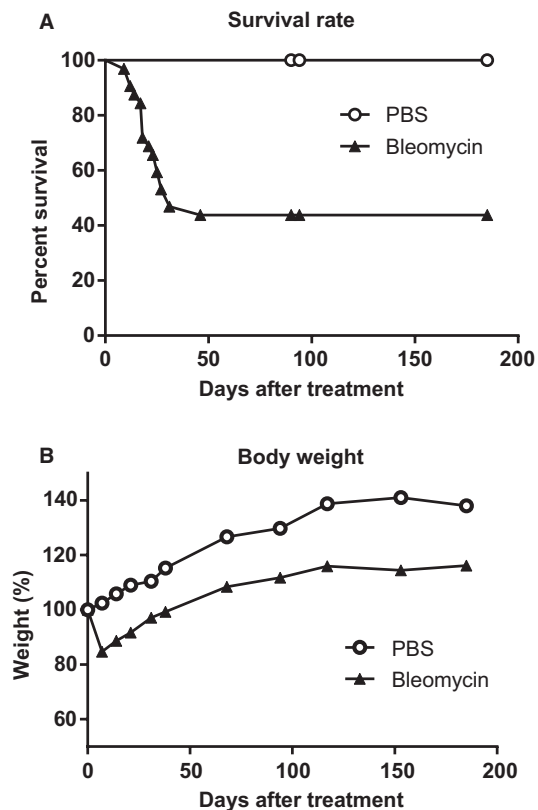 A
Survival rate
100
80
60
40
20
0
Percent survival
PBS
Bleomycin
0 50 100 150 200
Days after treatment
B
Body weight
140
120
100
80
60
Weight (%)
PBS
Bleomycin
0 50 100 150 200
Days after treatment